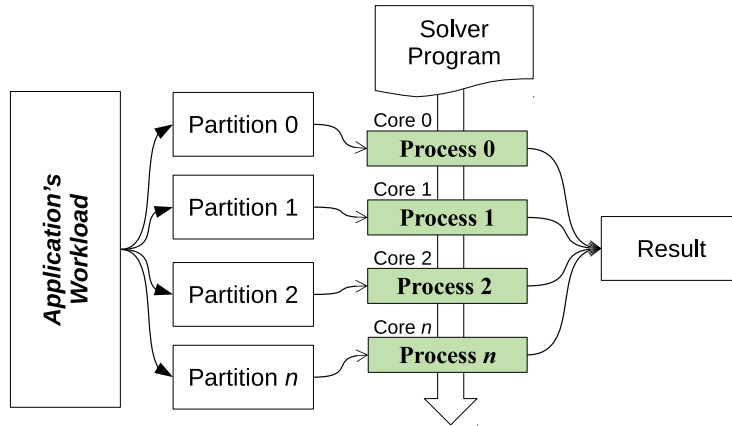 Solver
Program
Application's
Workload
Partition 0
Core 0
Process 0
Partition 1
Core 1
Process 1
Partition 2
Core 2
Process 2
Partition n
Core n
Process n
Result